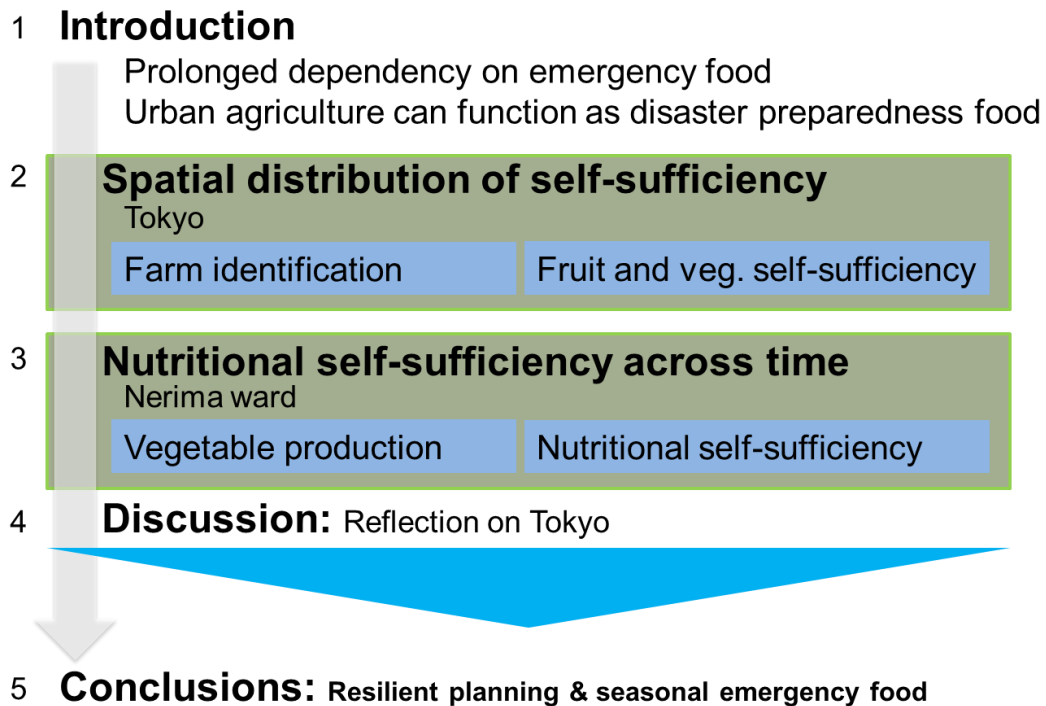 1 Introduction
Prolonged dependency on emergency food
Urban agriculture can function as disaster preparedness food
2 Spatial distribution of self-sufficiency
Tokyo
Farm identification
Fruit and veg. self-sufficiency
3 Nutritional self-sufficiency across time
Nerima ward
Vegetable production
Nutritional self-sufficiency
4 Discussion: Reflection on Tokyo
5 Conclusions: Resilient planning & seasonal emergency food